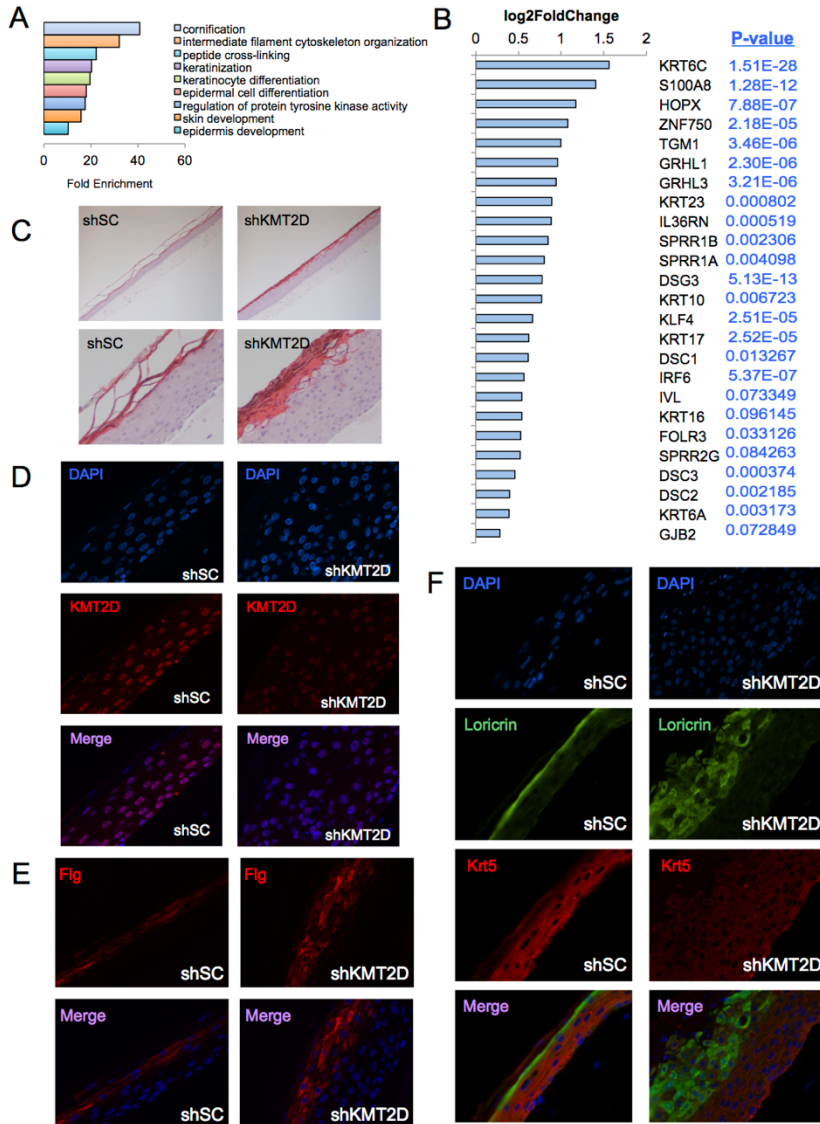 A
cornification
intermediate filament cytoskeleton organization
peptide cross-linking
keratinization
keratinocyte differentiation
epidermal cell differentiation
regulation of protein tyrosine kinase activity
skin development
epidermis development
0 20 40 60
Fold Enrichment
B
log2FoldChange
0 0.5 1 1.5 2
P-value
KRT6C 1.51E-28
S100A8 1.28E-12
HOPX 7.88E-07
ZNF750 2.18E-05
TGM1 3.46E-06
GRHL1 2.30E-06
GRHL3 3.21E-06
KRT23 0.000802
IL36RN 0.000519
SPRR1B 0.002306
SPRR1A 0.004098
DSG3 5.13E-13
KRT10 0.006723
KLF4 2.51E-05
KRT17 2.52E-05
DSC1 0.013267
IRF6 5.37E-07
IVL 0.073349
KRT16 0.096145
FOLR3 0.033126
SPRR2G 0.084263
DSC3 0.000374
DSC2 0.002185
KRT6A 0.003173
GJB2 0.072849
C
shSC shKMT2D
shSC shKMT2D
D
DAPI DAPI
shSC shKMT2D
KMT2D KMT2D
shSC shKMT2D
Merge Merge
shSC shKMT2D
E
Flg Flg
shSC shKMT2D
Merge Merge
shSC shKMT2D
F
DAPI DAPI
shSC shKMT2D
Loricrin Loricrin
shSC shKMT2D
Krt5 Krt5
shSC shKMT2D
Merge Merge
shSC shKMT2D